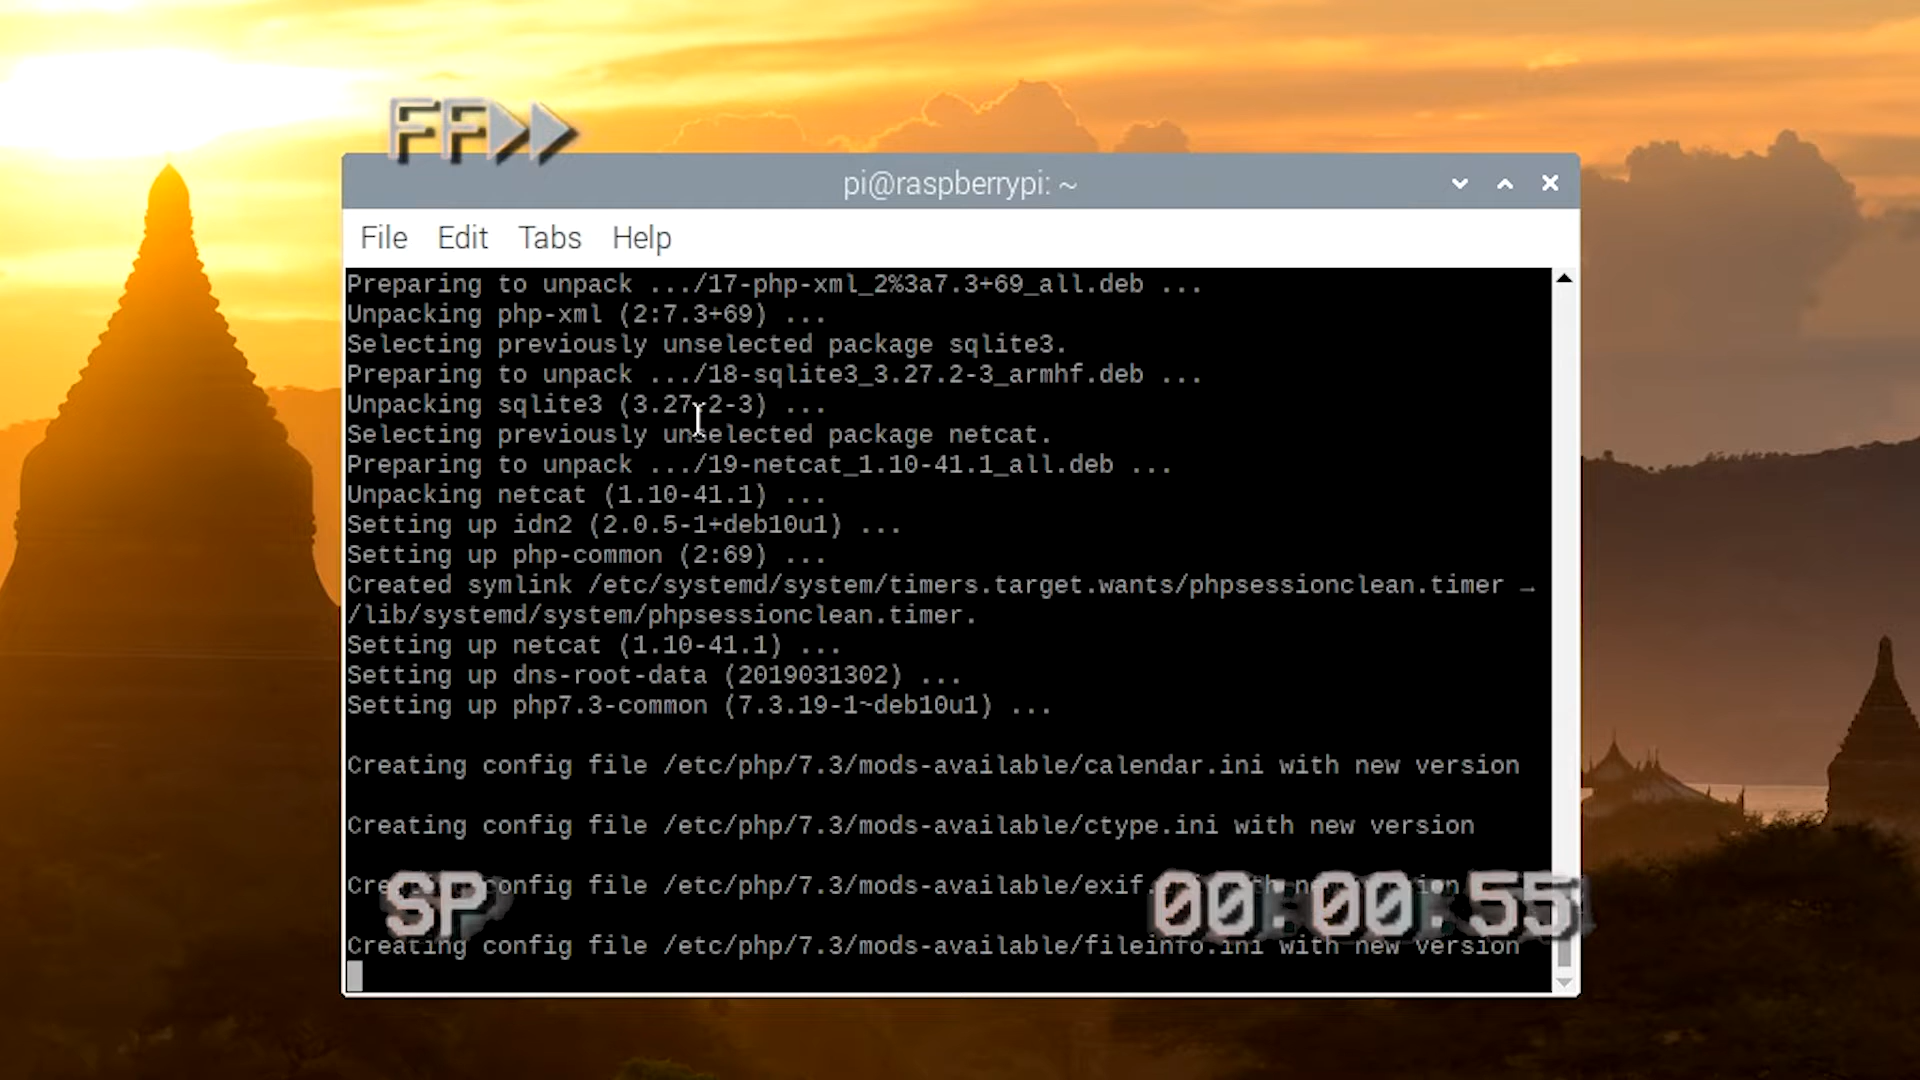 FF
pi@raspberrypi: ~
File Edit Tabs Help
Preparing to unpack .../17-php-xml_2%3a7.3+69_all.deb ...
Unpacking php-xml (2:7.3+69) ...
Selecting previously unselected package sqlite3.
Preparing to unpack .../18-sqlite3_3.27.2-3_armhf.deb ...
Unpacking sqlite3 (3.27.2-3) ...
Selecting previously unselected package netcat.
Preparing to unpack .../19-netcat_1.10-41.1_all.deb ...
Unpacking netcat (1.10-41.1) ...
Setting up idn2 (2.0.5-1+deb10u1) ...
Setting up php-common (2:69) ...
Created symlink /etc/systemd/system/timers.target.wants/phpsessionclean.timer →
/lib/systemd/system/phpsessionclean.timer.
Setting up netcat (1.10-41.1) ...
Setting up dns-root-data (2019031302) ...
Setting up php7.3-common (7.3.19-1~deb10u1) ...
Creating config file /etc/php/7.3/mods-available/calendar.ini with new version
Creating config file /etc/php/7.3/mods-available/ctype.ini with new version
config file
SP 00:00:55
Creating config file /etc/php/7.3/mods-available/fileinfo.ini with new version